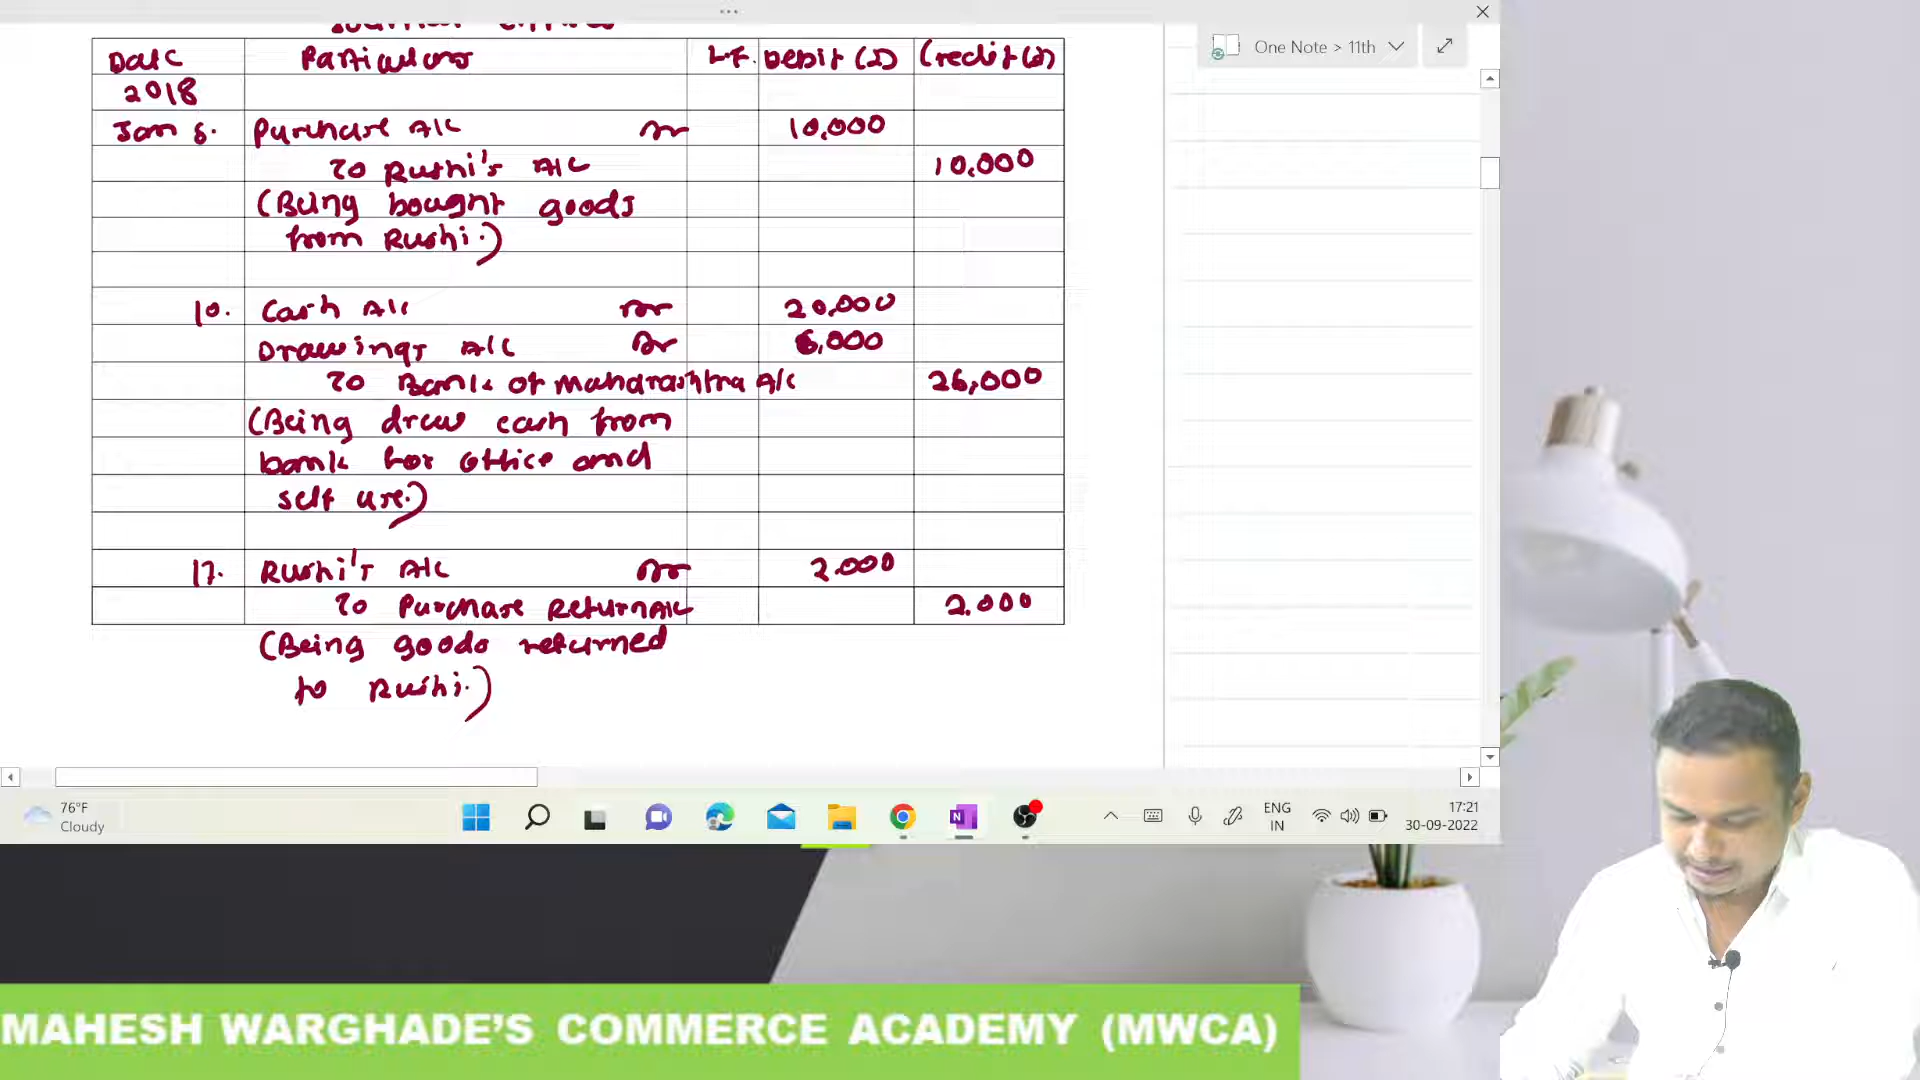 One Note > 11th
Date Particulars L.F. Debit (₹) Credit (₹)
2018
Jan 6. Purchase A/c Dr 10,000
To Rushi's A/c 10,000
(Being bought goods
from Rushi.)
10. Cash A/c Dr 20,000
Drawings A/c Dr 6,000
To Bank of Maharashtra A/c 26,000
(Being drew cash from
bank for office and
self use.)
17. Rushi's A/c Dr 2,000
To Purchase Return A/c 2,000
(Being goods returned
to Rushi.)
76°F
Cloudy
ENG
IN
17:21
30-09-2022
MAHESH WARGHADE'S COMMERCE ACADEMY (MWCA)